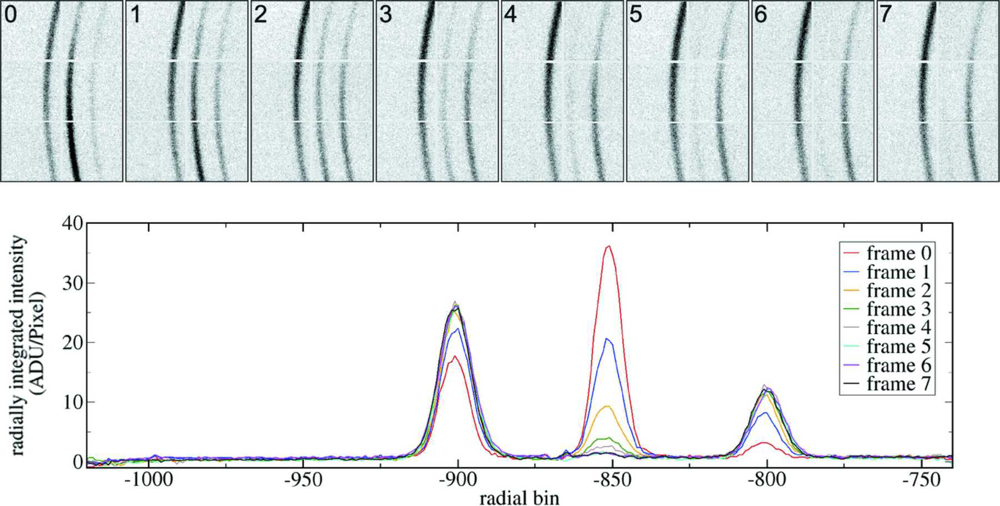 0 1 2 3 4 5 6 7
radially integrated intensity
(ADU/Pixel)
40
30
20
10
0
frame 0
frame 1
frame 2
frame 3
frame 4
frame 5
frame 6
frame 7
-1000 -950 -900 -850 -800 -750
radial bin